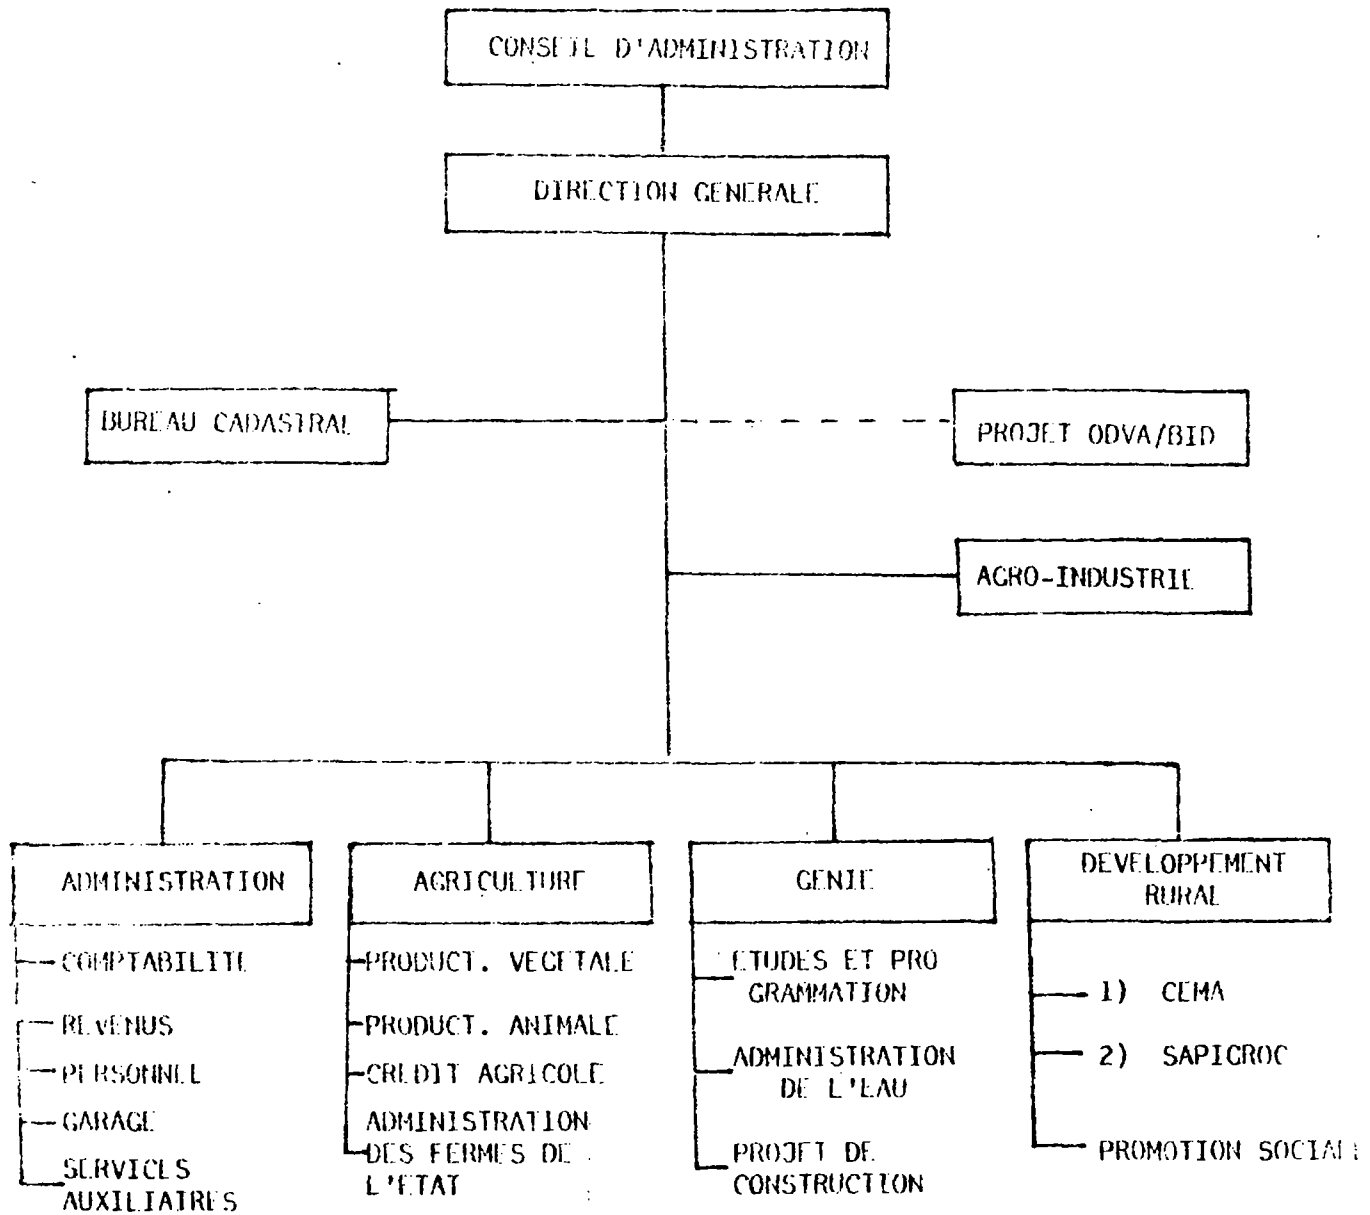 CONSEIL D'ADMINISTRATION
DIRECTION GENERALE
BUREAU CADASTRAL
PROJET ODVA/BID
AGRO-INDUSTRIE
ADMINISTRATION
COMPTABILITE
REVENUS
PERSONNEL
GARAGE
SERVICES
AUXILIAIRES
AGRICULTURE
PRODUCT. VEGETALE
PRODUCT. ANIMALE
CREDIT AGRICOLE
ADMINISTRATION
DES FERMES DE
L'ETAT
GENIE
ETUDES ET PRO
GRAMMATION
ADMINISTRATION
DE L'EAU
PROJET DE
CONSTRUCTION
DEVELOPPEMENT
RURAL
1) CEMA
2) SAPICROC
PROMOTION SOCIALE